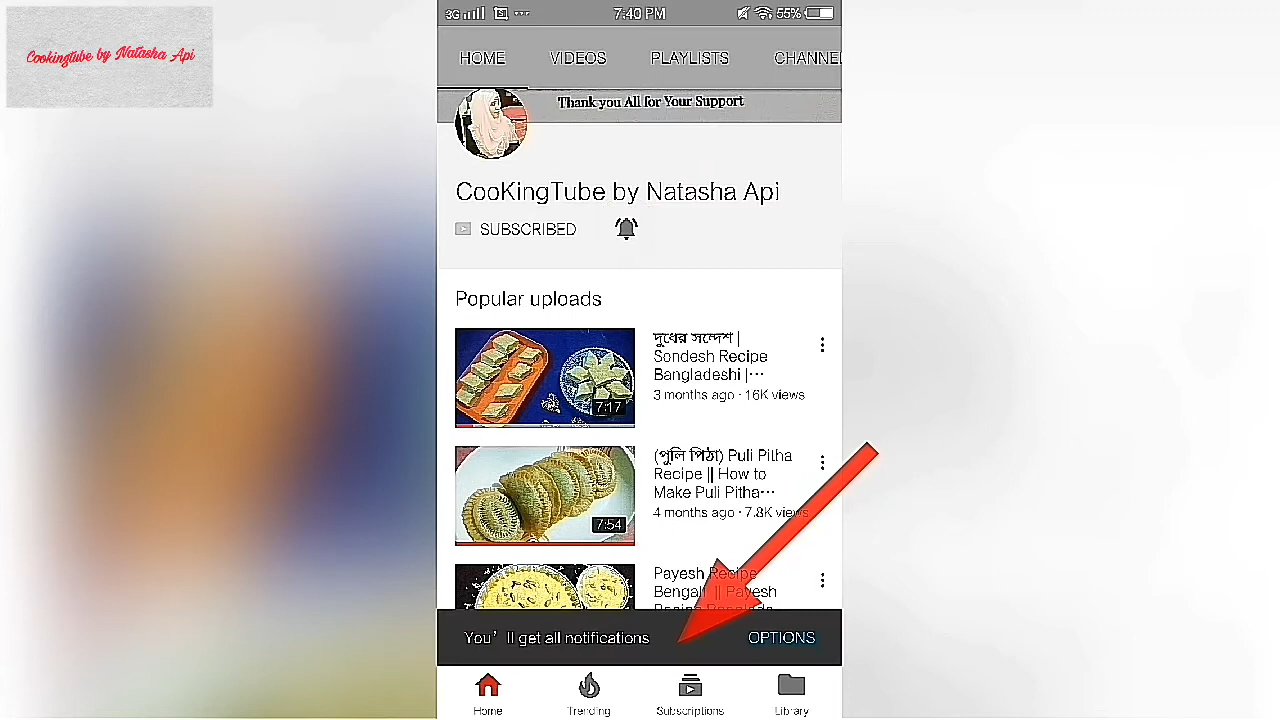 Cookingtube by Natasha Api
3G 7:40 PM 55%
HOME VIDEOS PLAYLISTS CHANNEL
Thank you All for Your Support
CooKingTube by Natasha Api
SUBSCRIBED
Popular uploads
দুধের সন্দেশ |
Sondesh Recipe
Bangladeshi |...
3 months ago · 16K views
7:17
(পুলি পিঠা) Puli Pitha
Recipe || How to
Make Puli Pitha...
4 months ago · 7.8K views
7:54
Payesh Recipe
Bengali || Payesh
You'll get all notifications OPTIONS
Home Trending Subscriptions Library